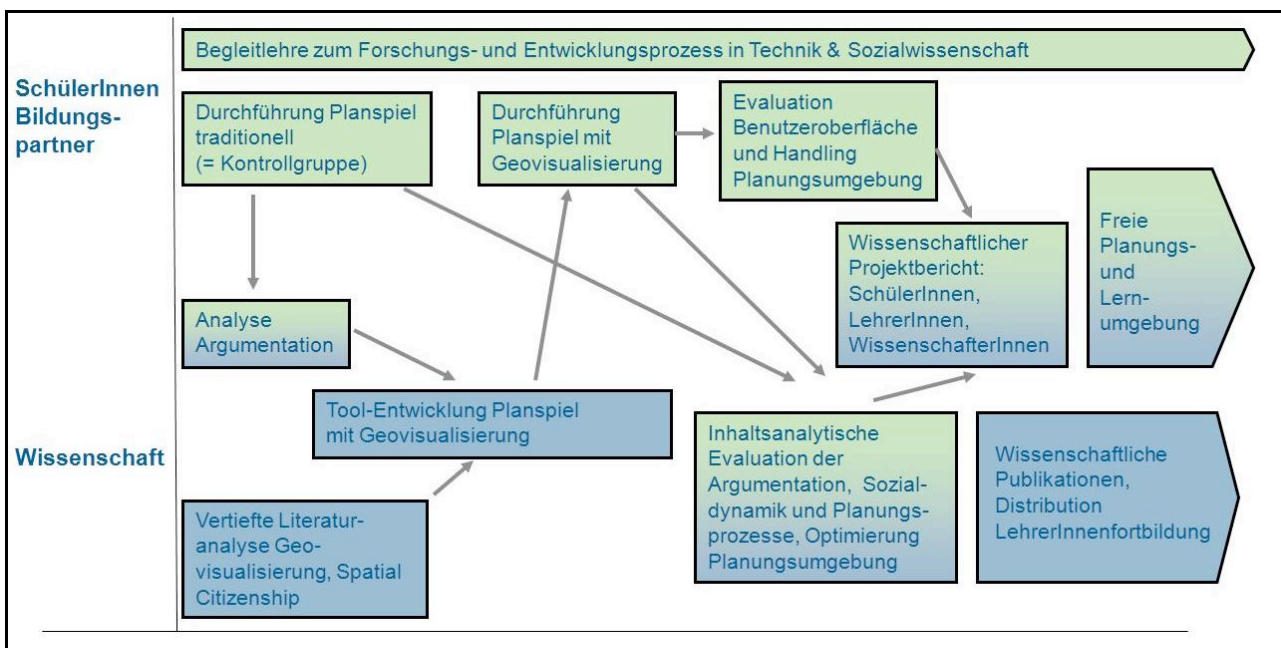 Begleitlehre zum Forschungs- und Entwicklungsprozess in Technik & Sozialwissenschaft
SchülerInnen
Bildungs-
partner
Durchführung Planspiel
traditionell
(= Kontrollgruppe)
Durchführung
Planspiel mit
Geovisualisierung
Evaluation
Benutzeroberfläche
und Handling
Planungsumgebung
Wissenschaftlicher
Projektbericht:
SchülerInnen,
LehrerInnen,
WissenschafterInnen
Freie
Planungs-
und
Lern-
umgebung
Analyse
Argumentation
Wissenschaft
Tool-Entwicklung Planspiel
mit Geovisualisierung
Vertiefte Literatur-
analyse Geo-
visualisierung, Spatial
Citizenship
Inhaltsanalytische
Evaluation der
Argumentation, Sozial-
dynamik und Planungs-
prozesse, Optimierung
Planungsumgebung
Wissenschaftliche
Publikationen,
Distribution
LehrerInnenfortbildung